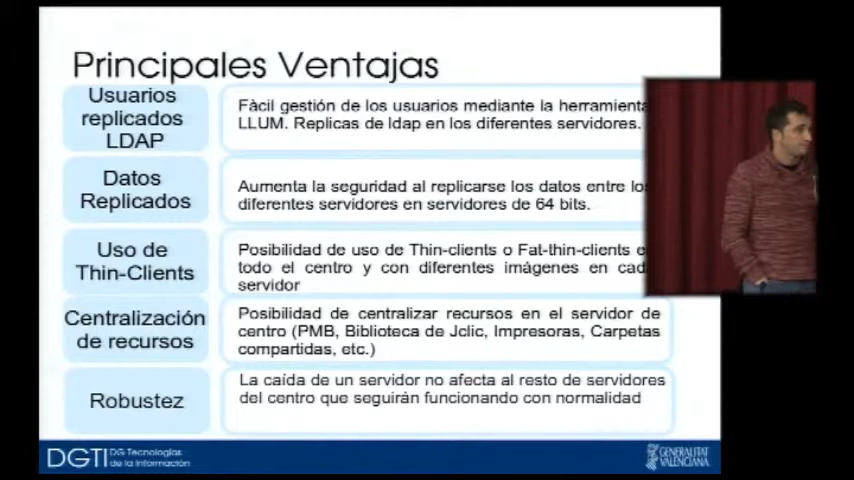 Principales Ventajas
Usuarios
replicados
LDAP
Fàcil gestión de los usuarios mediante la herramienta
LLUM. Replicas de ldap en los diferentes servidores.
Datos
Replicados
Aumenta la seguridad al replicarse los datos entre lo
diferentes servidores en servidores de 64 bits.
Uso de
Thin-Clients
Posibilidad de uso de Thin-clients o Fat-thin-clients e
todo el centro y con diferentes imágenes en cad
servidor
Centralización
de recursos
Posibilidad de centralizar recursos en el servidor de
centro (PMB, Biblioteca de Jclic, Impresoras, Carpetas
compartidas, etc.)
Robustez
La caída de un servidor no afecta al resto de servidores
del centro que seguirán funcionando con normalidad
DGTI DG Tecnologías
de la Información
GENERALITAT
VALENCIANA